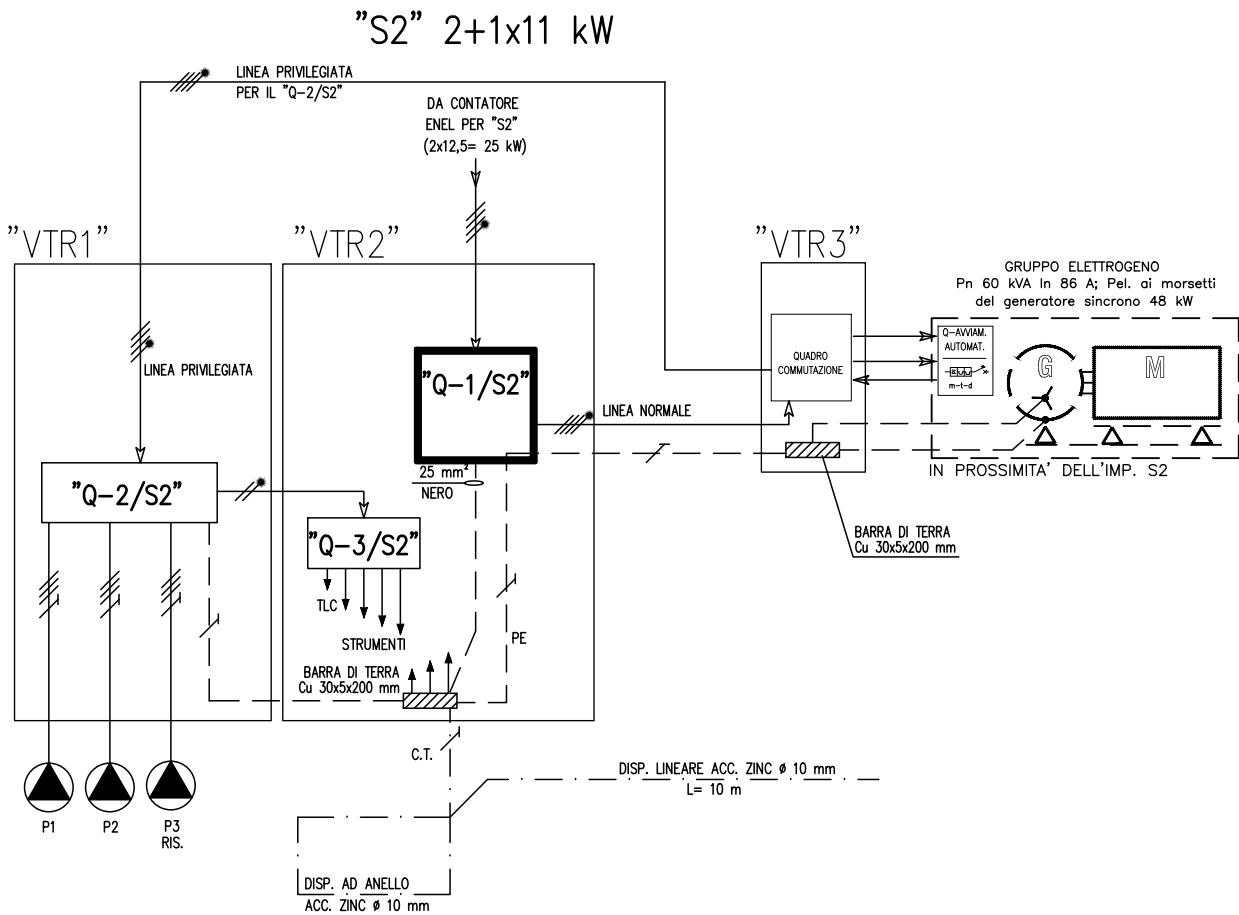 "S2" 2+1x11 kW
LINEA PRIVILEGIATA
PER IL "Q-2/S2"
DA CONTATORE
ENEL PER "S2"
(2x12,5= 25 kW)
"VTR1"
"VTR2"
"VTR3"
GRUPPO ELETTROGENO
Pn 60 kVA In 86 A; Pel. ai morsetti
del generatore sincrono 48 kW
Q-AVVIAM.
AUTOMAT.
m-t-d
G
M
QUADRO
COMMUTAZIONE
LINEA PRIVILEGIATA
"Q-1/S2"
LINEA NORMALE
25 mm²
NERO
IN PROSSIMITA' DELL'IMP. S2
"Q-2/S2"
"Q-3/S2"
BARRA DI TERRA
Cu 30x5x200 mm
TLC
STRUMENTI
PE
BARRA DI TERRA
Cu 30x5x200 mm
C.T.
DISP. LINEARE ACC. ZINC ø 10 mm
L= 10 m
P1
P2
P3
RIS.
DISP. AD ANELLO
ACC. ZINC ø 10 mm